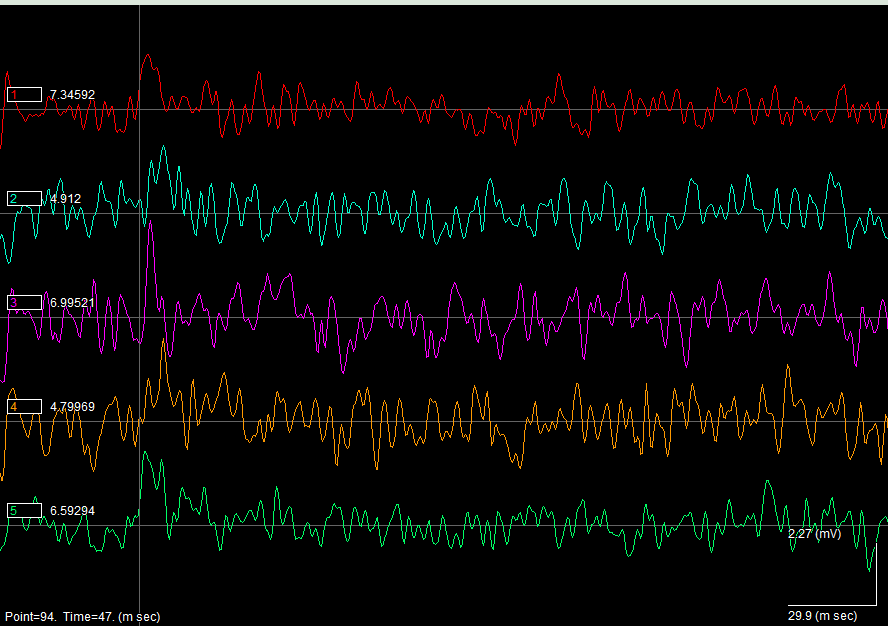 1 7.34592
2 4.912
3 6.99521
4 4.79969
5 6.59294
2.27 (mV)
Point=94. Time=47. (m sec)
29.9 (m sec)